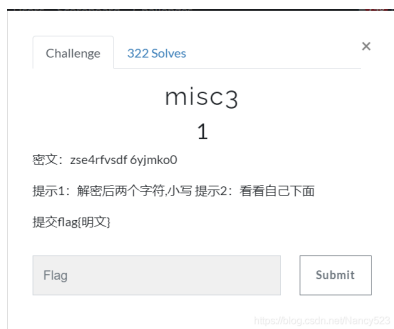 Challenge
322 Solves
×
misc3
1
密文：zse4rfvsdf 6yjmko0
提示1：解密后两个字符,小写 提示2：看看自己下面
提交flag{明文}
Flag
Submit
https://blog.csdn.net/Nancy523